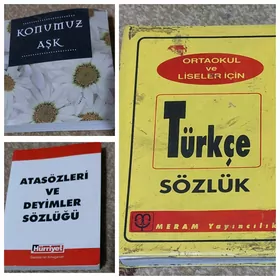 KONUMUZ
AŞK
ATASÖZLERİ
VE
DEYİMLER
SÖZLÜĞÜ
Hürriyet
ORTAOKUL
ve
LİSELER İÇİN
Türkçe
SÖZLÜK
MERAM Yayıncılık